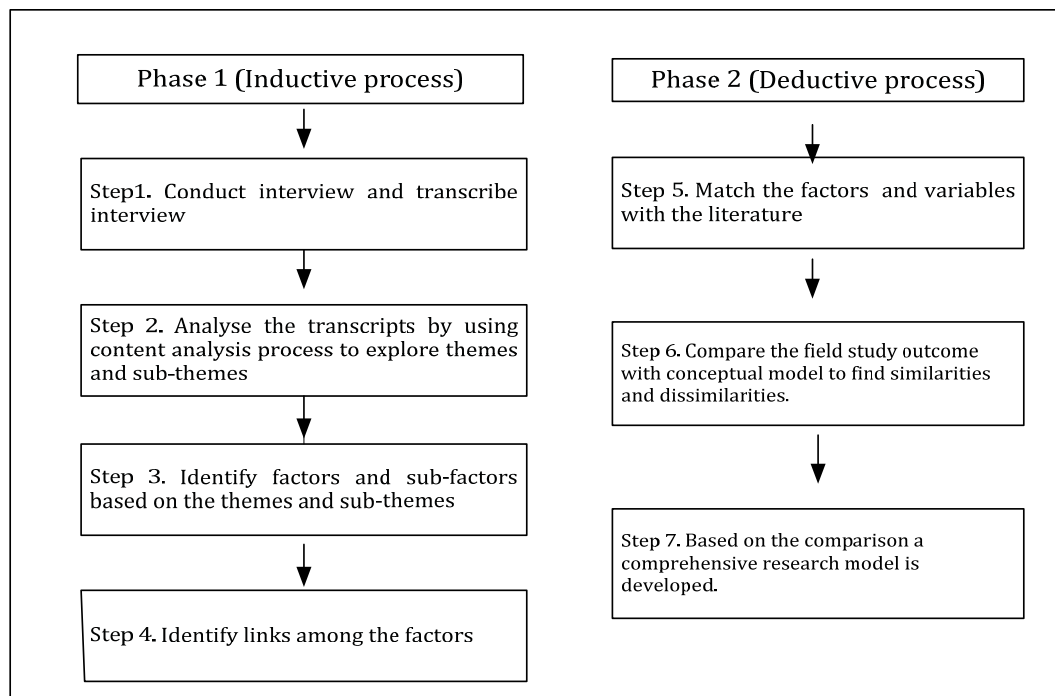 Phase 1 (Inductive process)
Step1. Conduct interview and transcribe
interview
Step 2. Analyse the transcripts by using
content analysis process to explore themes
and sub-themes
Step 3. Identify factors and sub-factors
based on the themes and sub-themes
Step 4. Identify links among the factors
Phase 2 (Deductive process)
Step 5. Match the factors and variables
with the literature
Step 6. Compare the field study outcome
with conceptual model to find similarities
and dissimilarities.
Step 7. Based on the comparison a
comprehensive research model is
developed.